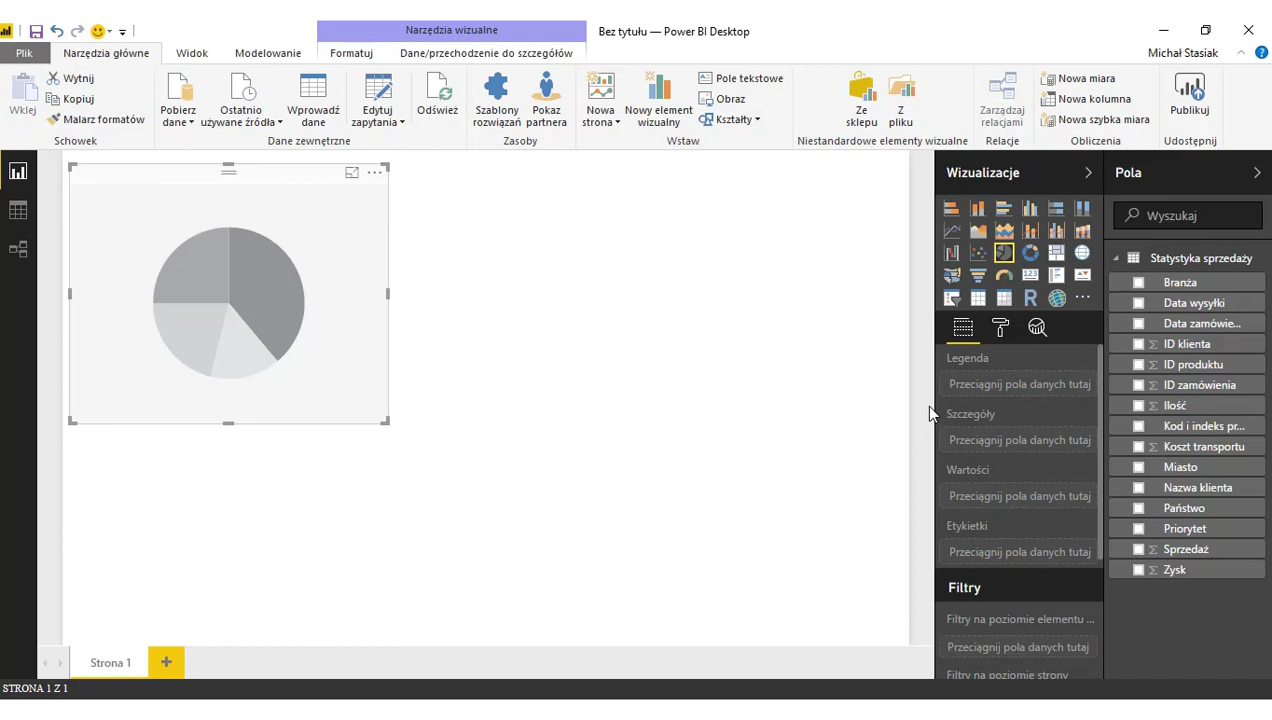 Narzędzia wizualne
Bez tytułu — Power BI Desktop
Plik
Narzędzia główne
Widok
Modelowanie
Formatuj
Dane/przechodzenie do szczegółów
Michał Stasiak
Wklej
Wytnij
Kopiuj
Malarz formatów
Schowek
Pobierz
dane
Ostatnio
używane źródła
Wprowadź
dane
Edytuj
zapytania
Odśwież
Dane zewnętrzne
Szablony
rozwiązań
Pokaz
partnera
Zasoby
Nowa
strona
Nowy element
wizualny
Pole tekstowe
Obraz
Kształty
Wstaw
Ze
sklepu
Z
pliku
Niestandardowe elementy wizualne
Zarządzaj
relacjami
Relacje
Nowa miara
Nowa kolumna
Nowa szybka miara
Obliczenia
Publikuj
Udostępnij
Wizualizacje
R
123
Legenda
Przeciągnij pola danych tutaj
Szczegóły
Przeciągnij pola danych tutaj
Wartości
Przeciągnij pola danych tutaj
Etykietki
Przeciągnij pola danych tutaj
Filtry
Filtry na poziomie elementu ...
Przeciągnij pola danych tutaj
Filtry na poziomie strony
Pola
Wyszukaj
Statystyka sprzedaży
Branża
Data wysyłki
Data zamówie...
Σ ID klienta
ID produktu
Σ ID zamówienia
Σ Ilość
Kod i indeks pr...
Σ Koszt transportu
Miasto
Nazwa klienta
Państwo
Priorytet
Σ Sprzedaż
Σ Zysk
Strona 1
STRONA 1 Z 1